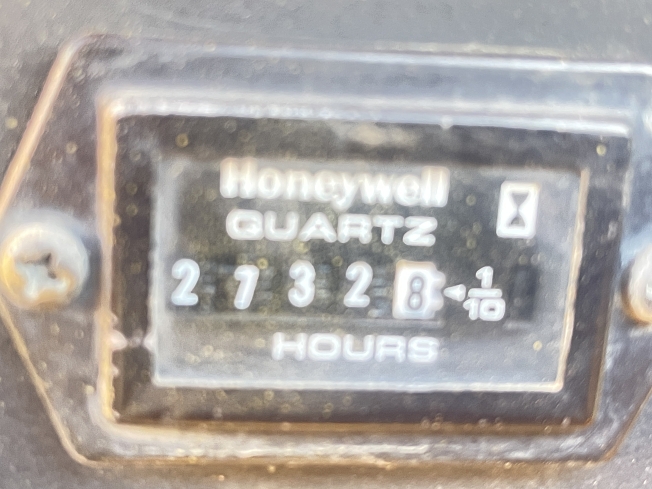 Honeywell
QUARTZ
2 7 3 2 8 ◄ 1/10
HOURS